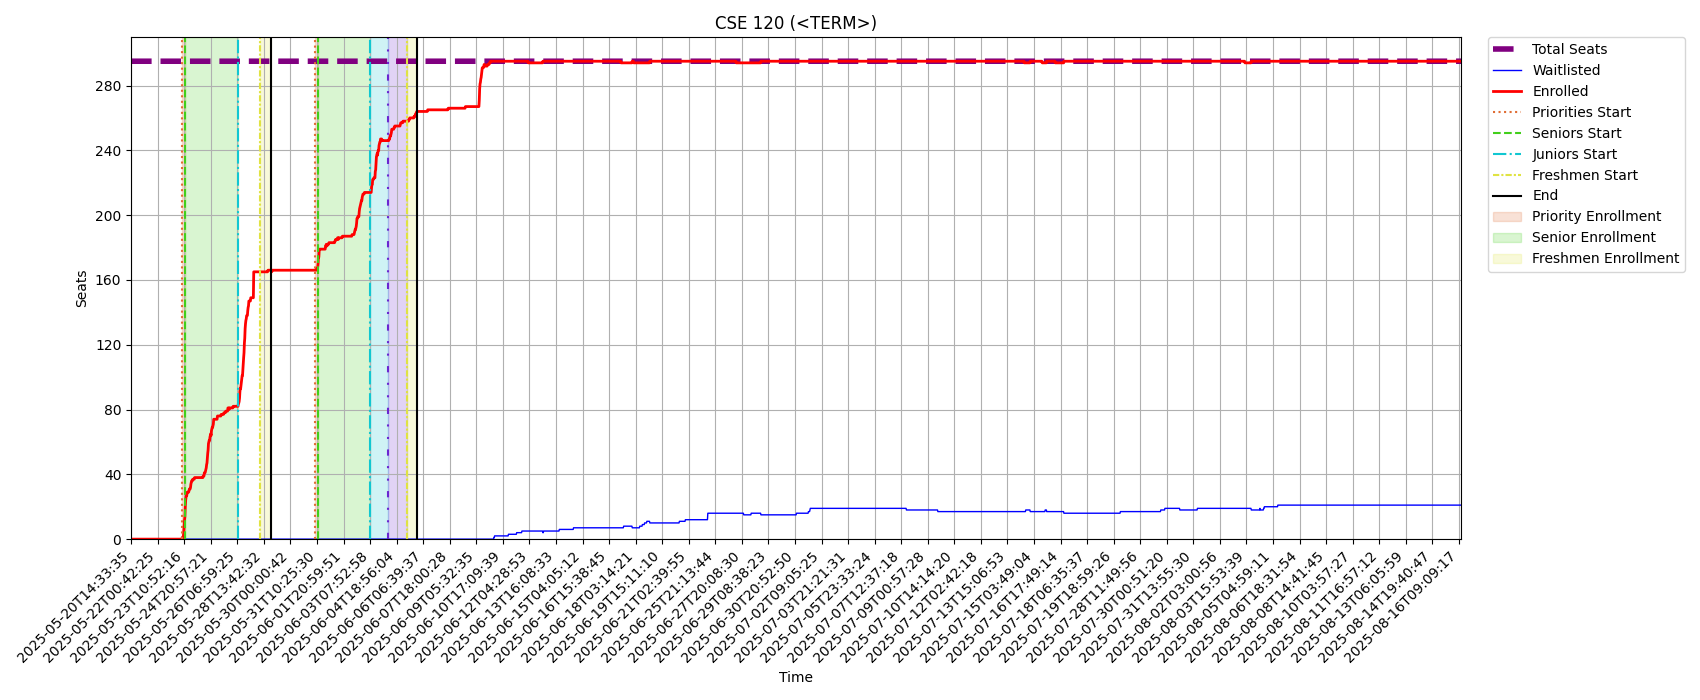 CSE 120 (<TERM>)
Total Seats
Waitlisted
Enrolled
Priorities Start
Seniors Start
Juniors Start
Freshmen Start
End
Priority Enrollment
Senior Enrollment
Freshmen Enrollment
Seats
280
240
200
160
120
80
40
0
2025-05-20T14:33:35
2025-05-22T00:42:25
2025-05-23T10:52:16
2025-05-24T20:57:21
2025-05-26T06:59:25
2025-05-28T13:42:32
2025-05-30T00:00:42
2025-05-31T10:25:30
2025-06-01T20:59:51
2025-06-03T07:52:58
2025-06-04T18:56:04
2025-06-06T06:39:37
2025-06-07T18:00:28
2025-06-09T05:32:35
2025-06-10T17:09:39
2025-06-12T04:28:53
2025-06-13T16:08:33
2025-06-15T04:05:12
2025-06-16T15:38:45
2025-06-18T03:14:21
2025-06-19T15:11:10
2025-06-21T02:39:55
2025-06-25T21:13:44
2025-06-27T20:08:30
2025-06-29T08:38:23
2025-06-30T20:52:50
2025-07-02T09:05:25
2025-07-03T21:21:31
2025-07-05T23:33:24
2025-07-07T12:37:18
2025-07-09T00:57:28
2025-07-10T14:14:20
2025-07-12T02:42:18
2025-07-13T15:06:53
2025-07-15T03:49:04
2025-07-16T17:49:14
2025-07-18T06:35:37
2025-07-19T18:59:26
2025-07-28T11:49:56
2025-07-30T00:51:20
2025-07-31T13:55:30
2025-08-02T03:00:56
2025-08-03T15:53:39
2025-08-05T04:59:11
2025-08-06T18:31:54
2025-08-08T14:41:45
2025-08-10T03:57:27
2025-08-11T16:57:12
2025-08-13T06:05:59
2025-08-14T19:40:47
2025-08-16T09:09:17
Time